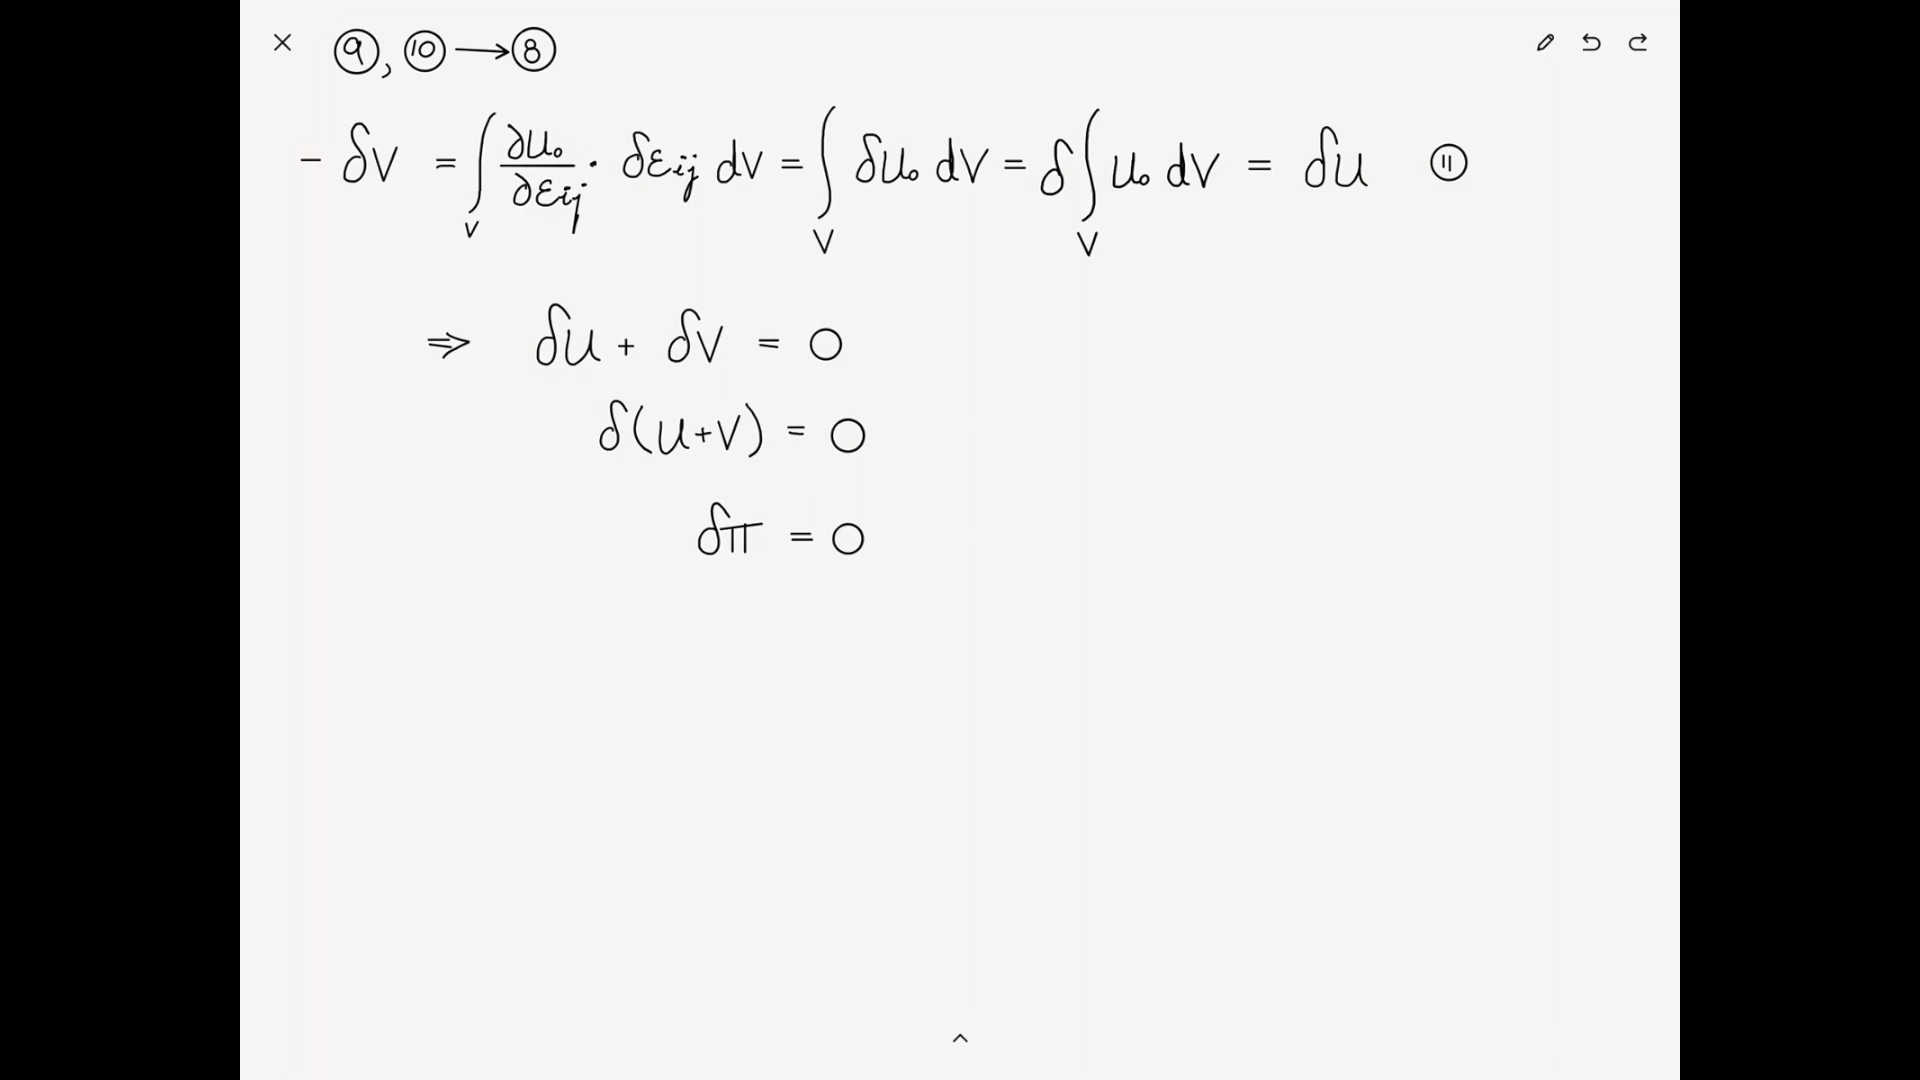 ⑨, ⑩ → ⑧
- δV = ∫_V ∂U₀/∂εij · δεij dV = ∫_V δU₀ dV = δ∫_V U₀ dV = δU ⑪
⇒ δU + δV = 0
δ(U+V) = 0
δπ = 0